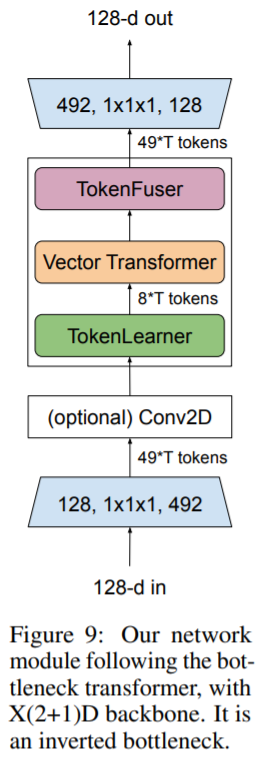 128-d out
492, 1x1x1, 128
49*T tokens
TokenFuser
Vector Transformer
8*T tokens
TokenLearner
(optional) Conv2D
49*T tokens
128, 1x1x1, 492
128-d in
Figure 9: Our network
module following the bot-
tleneck transformer, with
X(2+1)D backbone. It is
an inverted bottleneck.